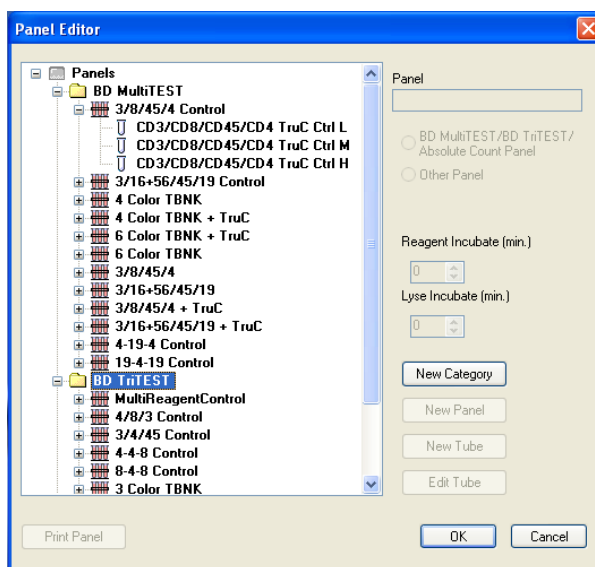 Panel Editor
Panels
BD MultiTEST
3/8/45/4 Control
CD3/CD8/CD45/CD4 TruC Ctrl L
CD3/CD8/CD45/CD4 TruC Ctrl M
CD3/CD8/CD45/CD4 TruC Ctrl H
3/16+56/45/19 Control
4 Color TBNK
4 Color TBNK + TruC
6 Color TBNK + TruC
6 Color TBNK
3/8/45/4
3/16+56/45/19
3/8/45/4 + TruC
3/16+56/45/19 + TruC
4-19-4 Control
19-4-19 Control
BD TriTEST
MultiReagentControl
4/8/3 Control
3/4/45 Control
4-4-8 Control
8-4-8 Control
3 Color TBNK
Panel
BD MultiTEST/BD TriTEST/
Absolute Count Panel
Other Panel
Reagent Incubate (min.)
0
Lyse Incubate (min.)
0
New Category
New Panel
New Tube
Edit Tube
Print Panel
OK
Cancel